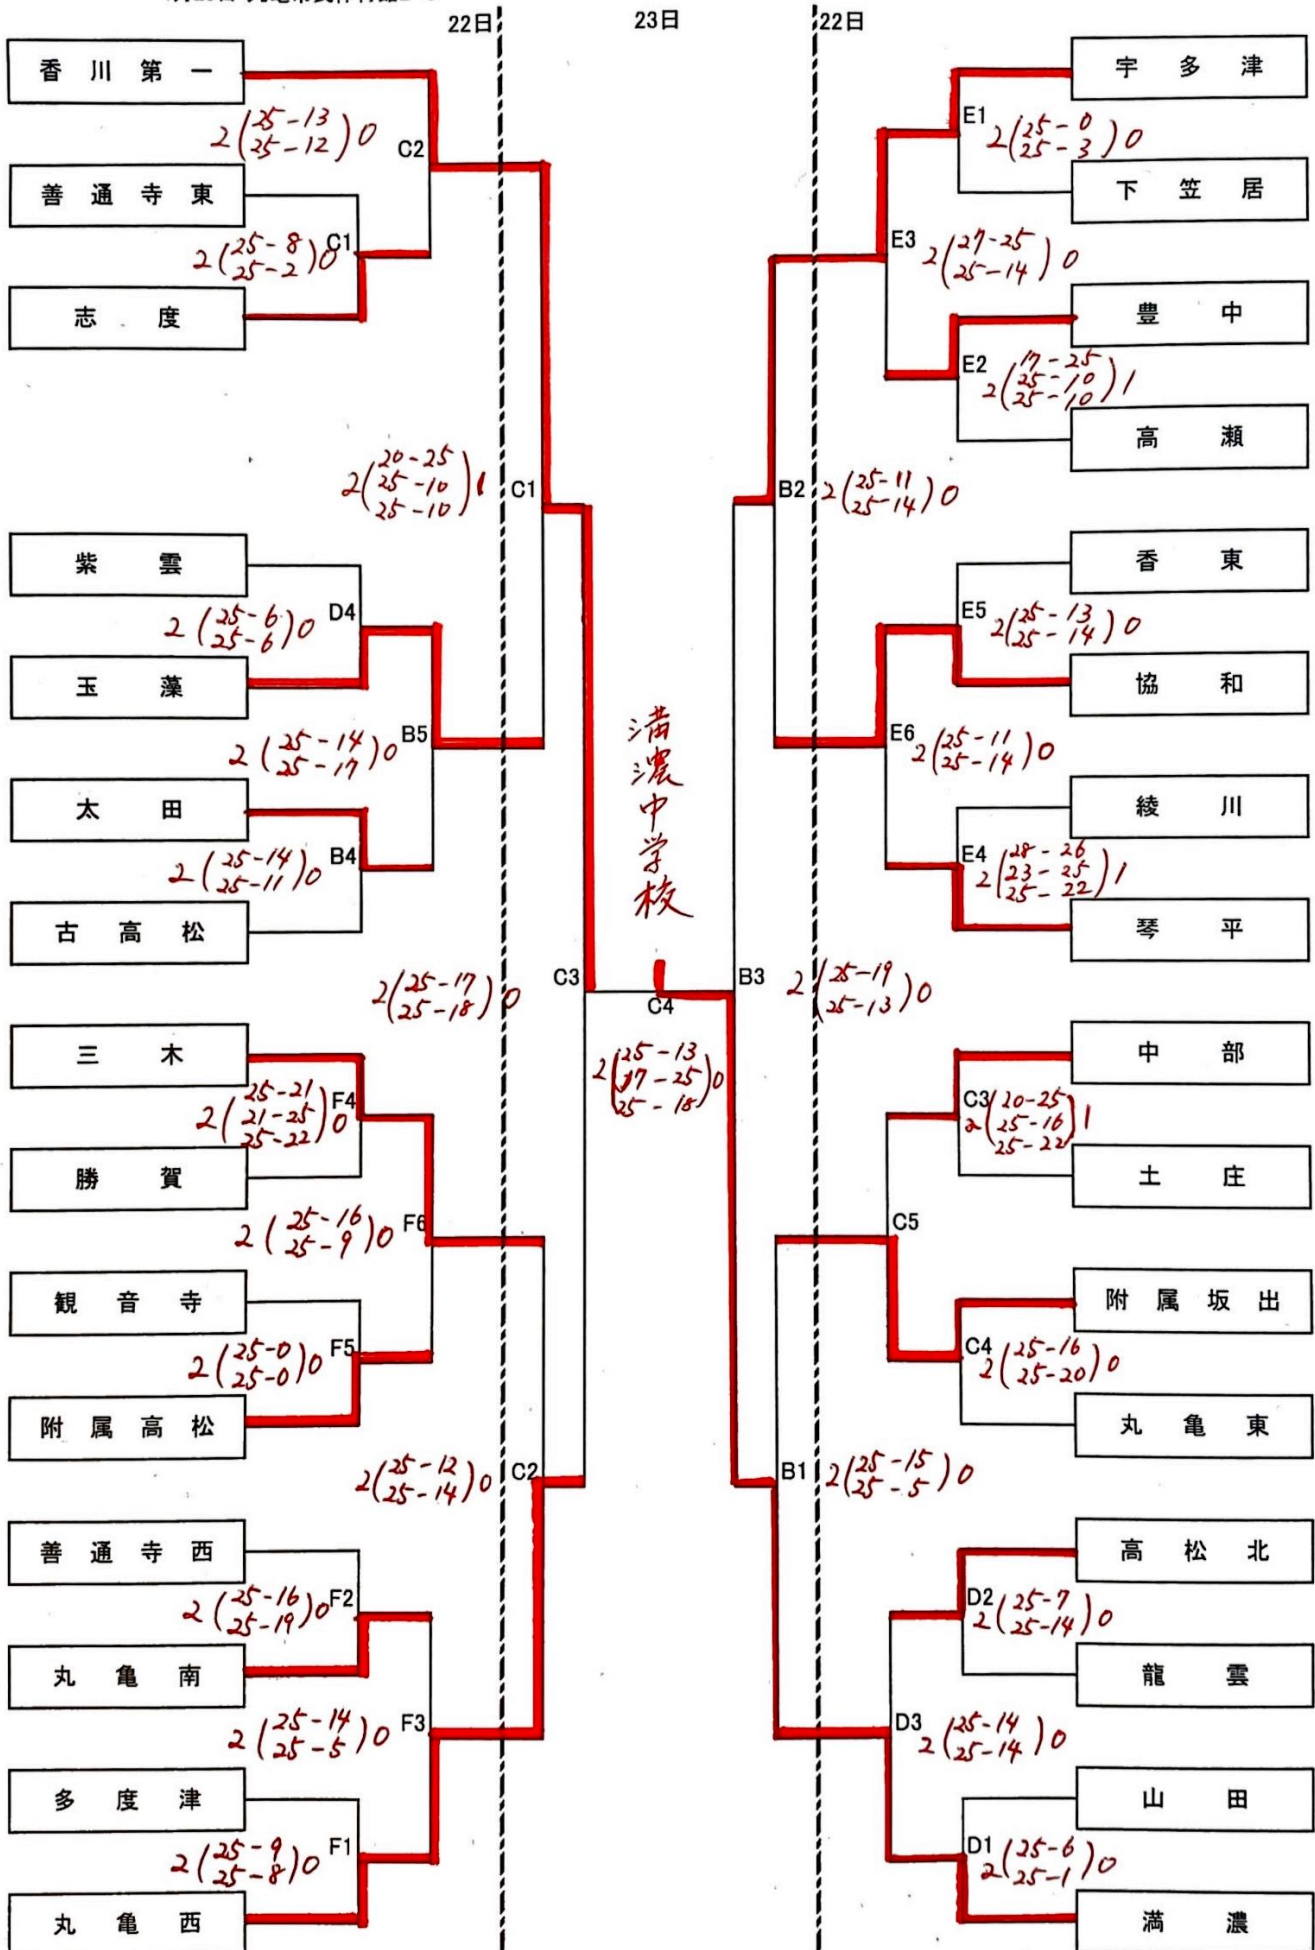 22日
23日
22日
香川第一
2(25-13 25-12)0
C2
善通寺東
2(25-8 25-2)0
C1
志度
2(20-25 25-10 25-10)1
C1
紫雲
2(25-6 25-6)0
D4
玉藻
2(25-14 25-17)0
B5
太田
2(25-14 25-11)0
B4
古高松
2(25-17 25-18)0
C3
三木
2(25-21 21-25 25-22)0
F4
勝賀
2(25-16 25-9)0
F6
観音寺
2(25-0 25-0)0
F5
附属高松
2(25-12 25-14)0
C2
善通寺西
2(25-16 25-19)0
F2
丸亀南
2(25-14 25-5)0
F3
多度津
2(25-9 25-8)0
F1
丸亀西
満濃中学校
C4
2(25-13 17-25 25-18)0
宇多津
E1
2(25-0 25-3)0
下笠居
E3
2(27-25 25-14)0
豊中
E2
2(17-25 25-10 25-10)1
高瀬
B2
2(25-11 25-14)0
香東
E5
2(25-13 25-14)0
協和
E6
2(25-11 25-14)0
綾川
E4
2(28-26 23-25 25-22)1
琴平
B3
2(25-19 25-13)0
中部
C3
2(20-25 25-16 25-22)1
土庄
C5
附属坂出
C4
2(25-16 25-20)0
丸亀東
B1
2(25-15 25-5)0
高松北
D2
2(25-7 25-14)0
龍雲
D3
2(25-14 25-14)0
山田
D1
2(25-6 25-1)0
満濃